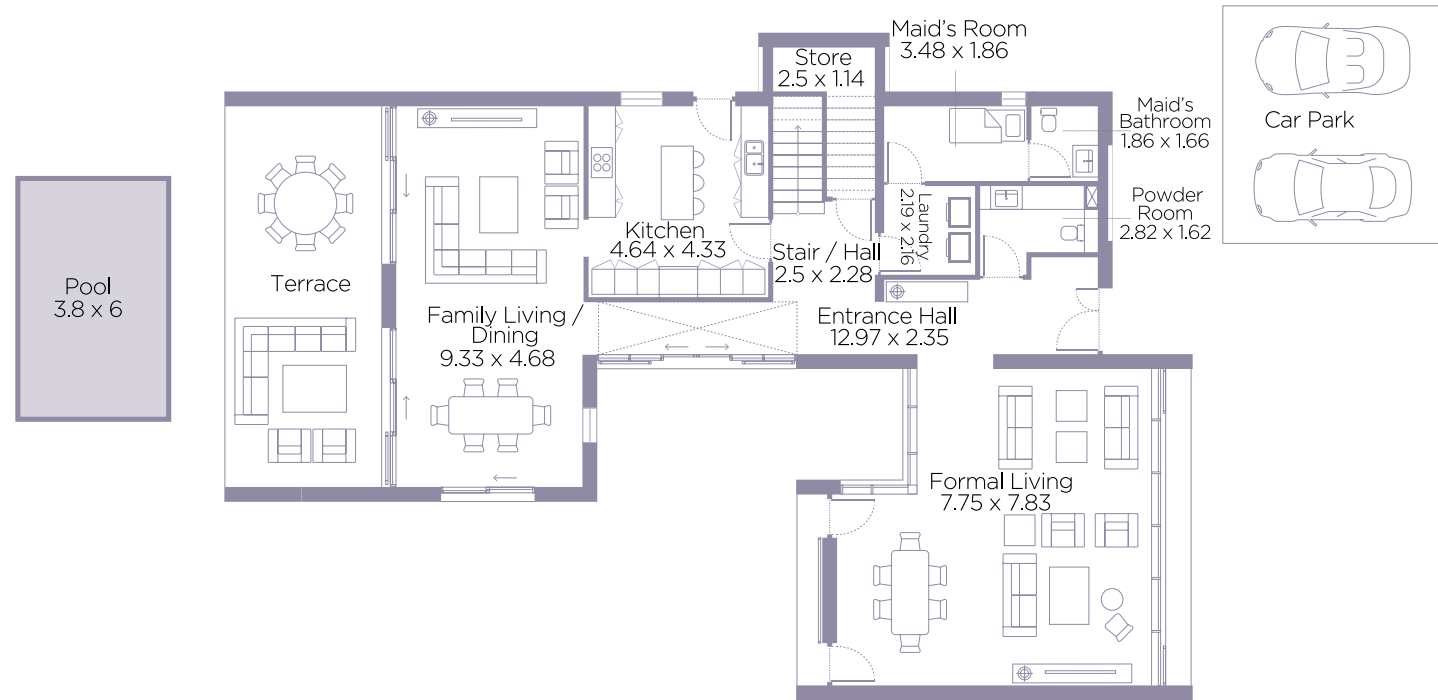 Maid's Room
3.48 x 1.86
Store
2.5 x 1.14
Maid's
Bathroom
1.86 x 1.66
Car Park
Powder
Room
2.82 x 1.62
Laundry
2.19 x 2.16
Kitchen
4.64 x 4.33
Stair / Hall
2.5 x 2.28
Terrace
Pool
3.8 x 6
Family Living /
Dining
9.33 x 4.68
Entrance Hall
12.97 x 2.35
Formal Living
7.75 x 7.83